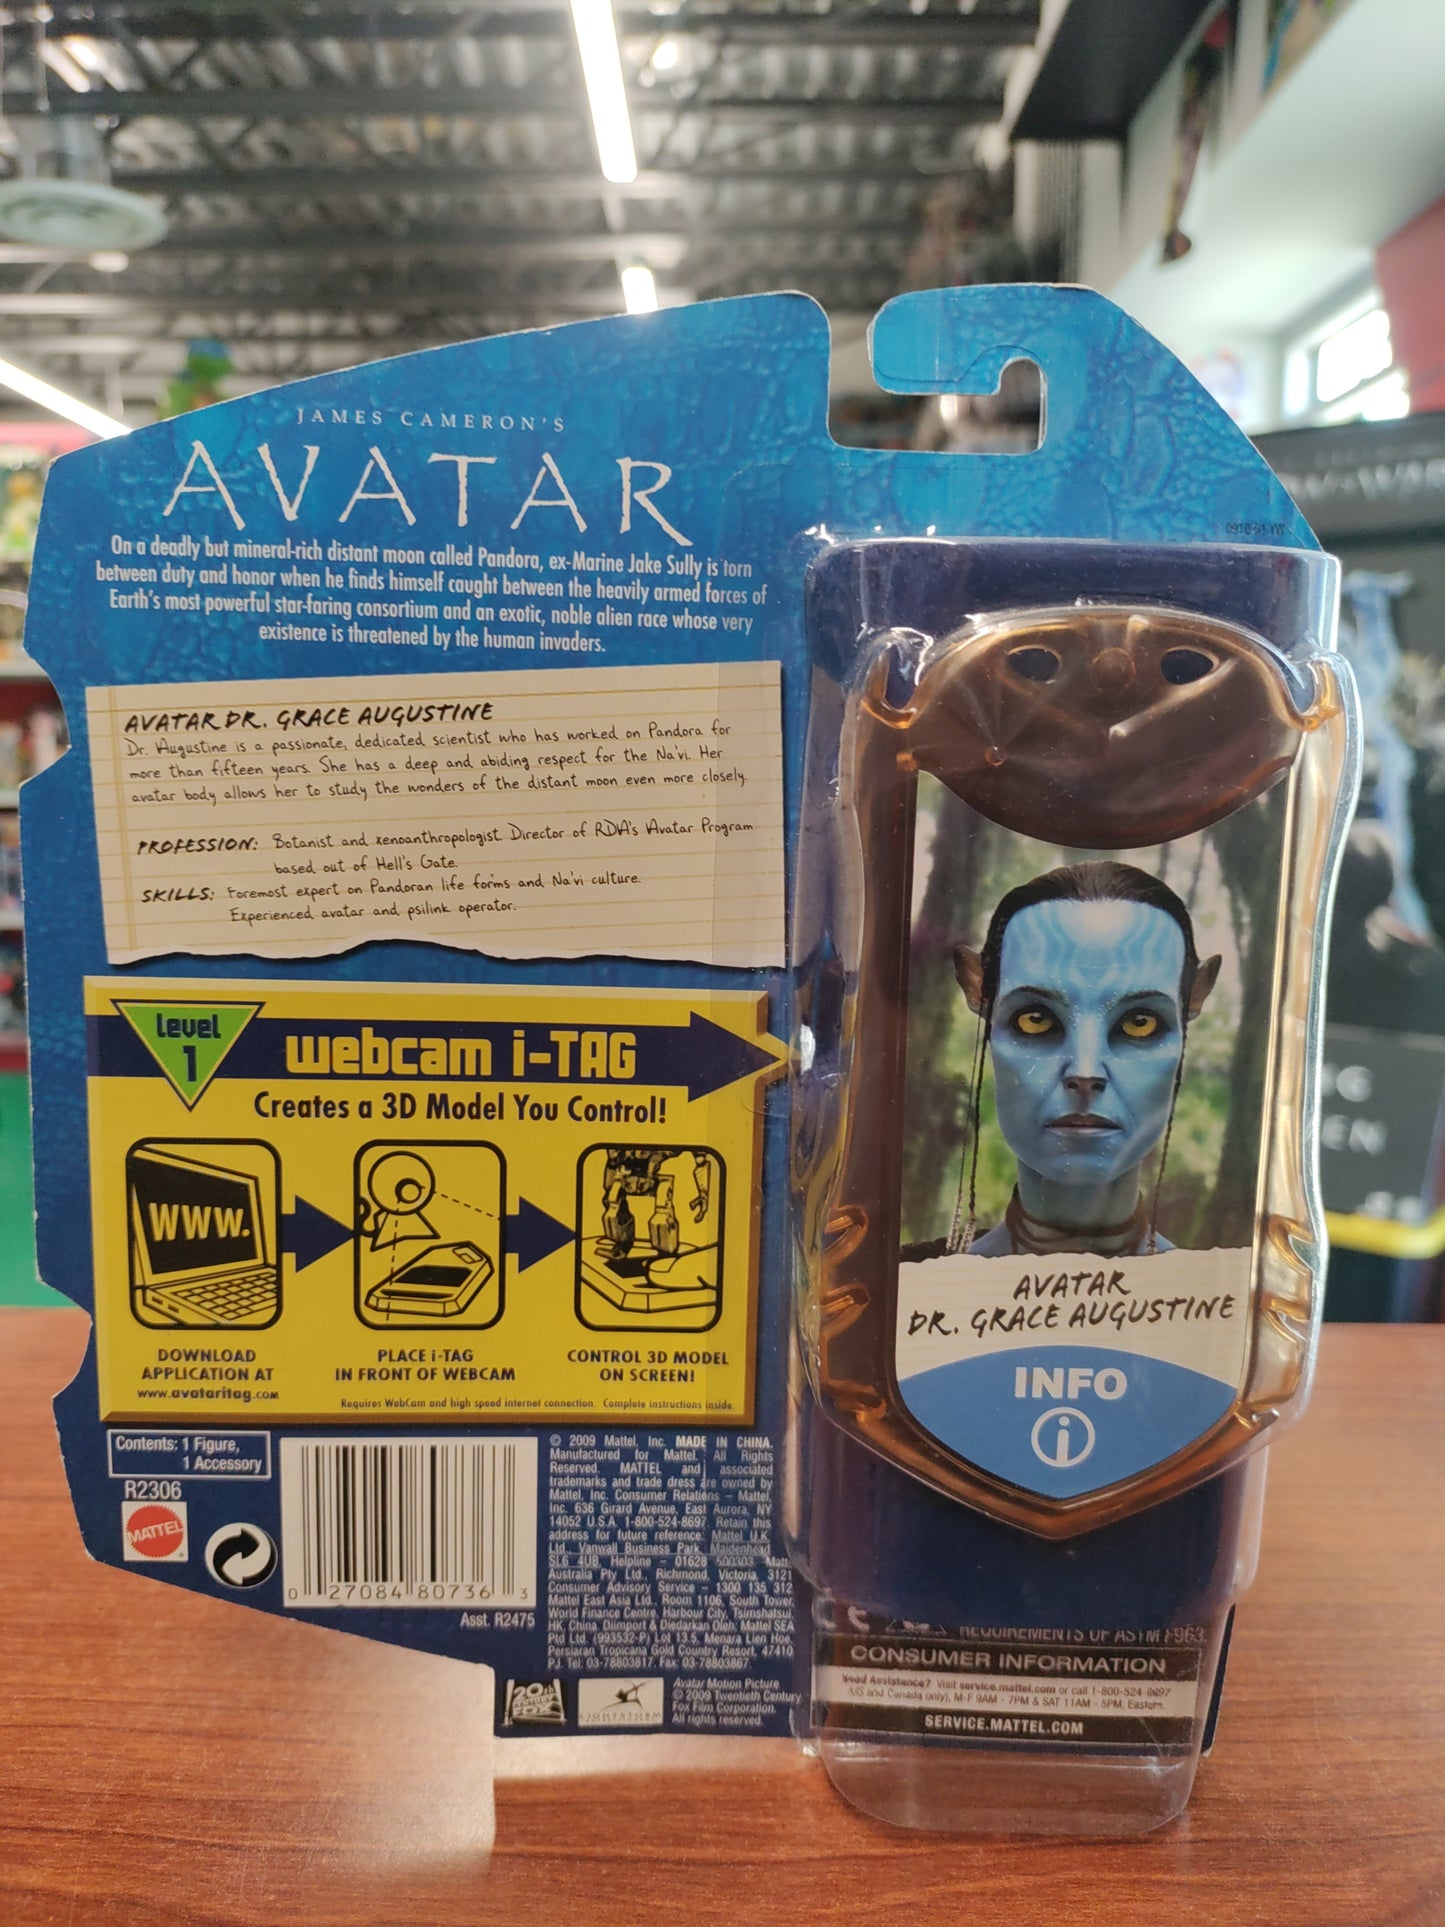 JAMES CAMERON'S
AVATAR
On a deadly but mineral-rich distant moon called Pandora, ex-Marine Jake Sully is torn
between duty and honor when he finds himself caught between the heavily armed forces of
Earth's most powerful star-faring consortium and an exotic, noble alien race whose very
existence is threatened by the human invaders.
0910-61-YW
AVATAR DR. GRACE AUGUSTINE
Dr. Augustine is a passionate, dedicated scientist who has worked on Pandora for
more than fifteen years. She has a deep and abiding respect for the Na'vi. Her
avatar body allows her to study the wonders of the distant moon even more closely.
PROFESSION: Botanist and xenoanthropologist. Director of RDA's Avatar Program
based out of Hell's Gate.
SKILLS: Foremost expert on Pandoran life forms and Na'vi culture.
Experienced avatar and psilink operator.
Level
1
webcam i-TAG
Creates a 3D Model You Control!
WWW.
DOWNLOAD
APPLICATION AT
www.avataritag.com
PLACE i-TAG
IN FRONT OF WEBCAM
CONTROL 3D MODEL
ON SCREEN!
Requires WebCam and high speed internet connection. Complete instructions inside.
AVATAR
DR. GRACE AUGUSTINE
INFO
i
Contents: 1 Figure,
1 Accessory
R2306
MATTEL
0 27084 80736 3
Asst. R2475
© 2009 Mattel, Inc. MADE IN CHINA.
Manufactured for Mattel. All Rights
Reserved. MATTEL and associated
trademarks and trade dress are owned by
Mattel, Inc. Consumer Relations – Mattel,
Inc. 636 Girard Avenue, East Aurora, NY
14052 U.S.A. 1-800-524-8697. Retain this
address for future reference: Mattel U.K.
Ltd., Vanwall Business Park, Maidenhead
SL6 4UB. Helpline – 01628 500303. Matt
Australia Pty Ltd., Richmond, Victoria. 3121
Consumer Advisory Service – 1300 135 312
Mattel East Asia Ltd., Room 1106, South Tower,
World Finance Centre, Harbour City, Tsimshatsui,
HK, China. Diimport & Diedarkan Oleh: Mattel SEA
Ptd Ltd. (993532-P) Lot 13.5, Menara Lien Hoe,
Persiaran Tropicana Gold Country Resort, 47410
P.J. Tel: 03-78803817, Fax: 03-78803867.
20th
CENTURY
FOX
LIGHTSTORM
Avatar Motion Picture
© 2009 Twentieth Century
Fox Film Corporation.
All rights reserved.
REQUIREMENTS OF ASTM F963.
CONSUMER INFORMATION
Need Assistance? Visit service.mattel.com or call 1-800-524-8697
(US and Canada only), M-F 9AM - 7PM & SAT 11AM - 5PM, Eastern.
SERVICE.MATTEL.COM